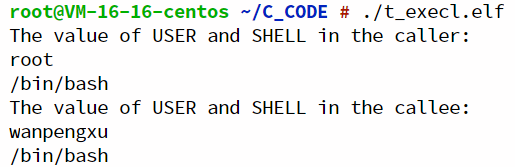 root@VM-16-16-centos ~/C_CODE # ./t_execl.elf
The value of USER and SHELL in the caller:
root
/bin/bash
The value of USER and SHELL in the callee:
wanpengxu
/bin/bash